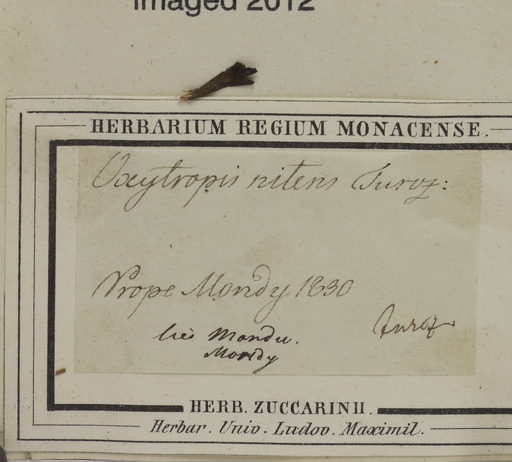 Imaged 2012
HERBARIUM REGIUM MONACENSE.
Oxytropis nitens Turcz:
Prope Mondy 1830
Turcz
Mondu.
Mondy
HERB. ZUCCARINII.
Herbar. Univ. Ludov. Maximil.